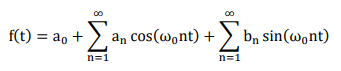 f(t) = a₀ + ∑_{n=1}^{∞} aₙ cos(ω₀nt) + ∑_{n=1}^{∞} bₙ sin(ω₀nt)